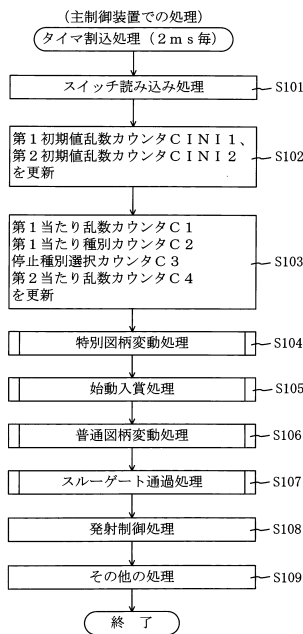 (主制御装置での処理)
タイマ割込処理(2ms毎)
スイッチ読み込み処理
S101
第1初期値乱数カウンタCINI1、
第2初期値乱数カウンタCINI2
を更新
S102
第1当たり乱数カウンタC1
第1当たり種別カウンタC2
停止種別選択カウンタC3
第2当たり乱数カウンタC4
を更新
S103
特別図柄変動処理
S104
始動入賞処理
S105
普通図柄変動処理
S106
スルーゲート通過処理
S107
発射制御処理
S108
その他の処理
S109
終了